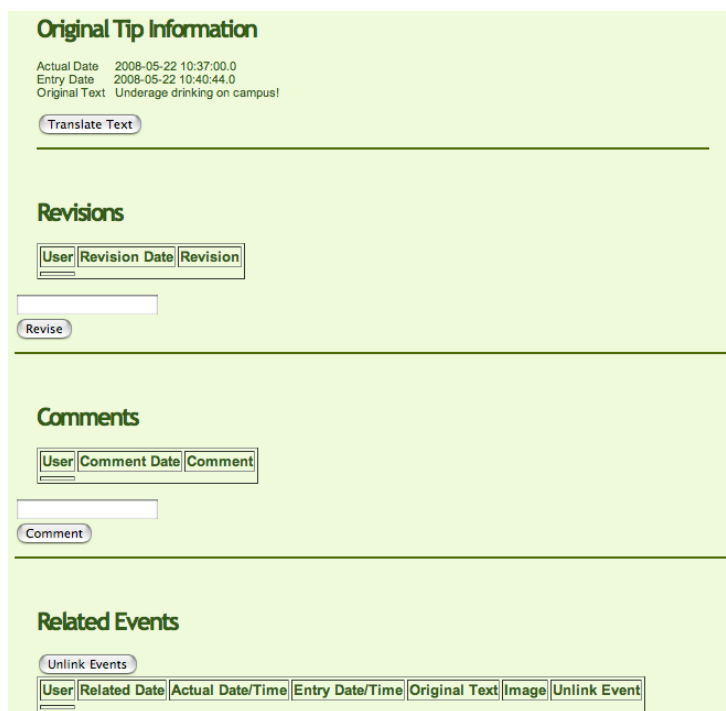 Original Tip Information
Actual Date 2008-05-22 10:37:00.0
Entry Date 2008-05-22 10:40:44.0
Original Text Underage drinking on campus!
Translate Text
Revisions
User Revision Date Revision
Revise
Comments
User Comment Date Comment
Comment
Related Events
Unlink Events
User Related Date Actual Date/Time Entry Date/Time Original Text Image Unlink Event